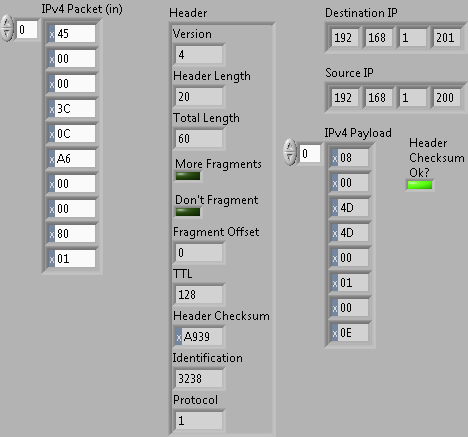 IPv4 Packet (in)
0
x 45
x 00
x 00
x 3C
x 0C
x A6
x 00
x 00
x 80
x 01
Header
Version
4
Header Length
20
Total Length
60
More Fragments
Don't Fragment
Fragment Offset
0
TTL
128
Header Checksum
x A939
Identification
3238
Protocol
1
Destination IP
192 168 1 201
Source IP
192 168 1 200
IPv4 Payload
0
x 08
x 00
x 4D
x 4D
x 00
x 01
x 00
x 0E
Header
Checksum
Ok?